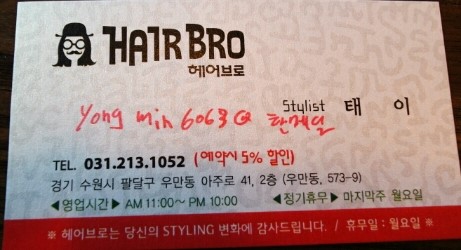 HAIR BRO
헤어브로
Stylist 태 이
yong min 6063@ 한메일
TEL. 031.213.1052 (예약시 5% 할인)
경기 수원시 팔달구 우만동 아주로 41, 2층 (우만동, 573-9)
◀영업시간▶ AM 11:00~ PM 10:00 ◀정기휴무▶ 마지막주 월요일
※ 헤어브로는 당신의 STYLING 변화에 감사드립니다. / 휴무일 : 월요일 ※